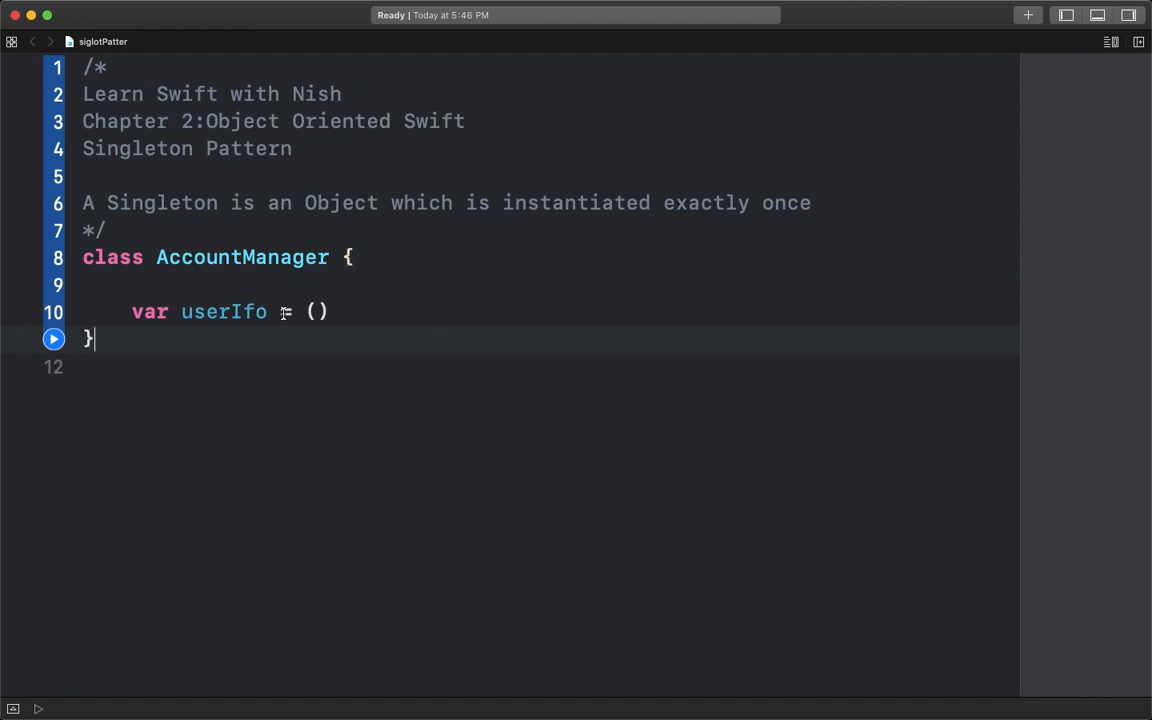 Ready | Today at 5:46 PM
siglotPatter
1 /*
2 Learn Swift with Nish
3 Chapter 2:Object Oriented Swift
4 Singleton Pattern
5
6 A Singleton is an Object which is instantiated exactly once
7 */
8 class AccountManager {
9
10 var userIfo = ()
}
12